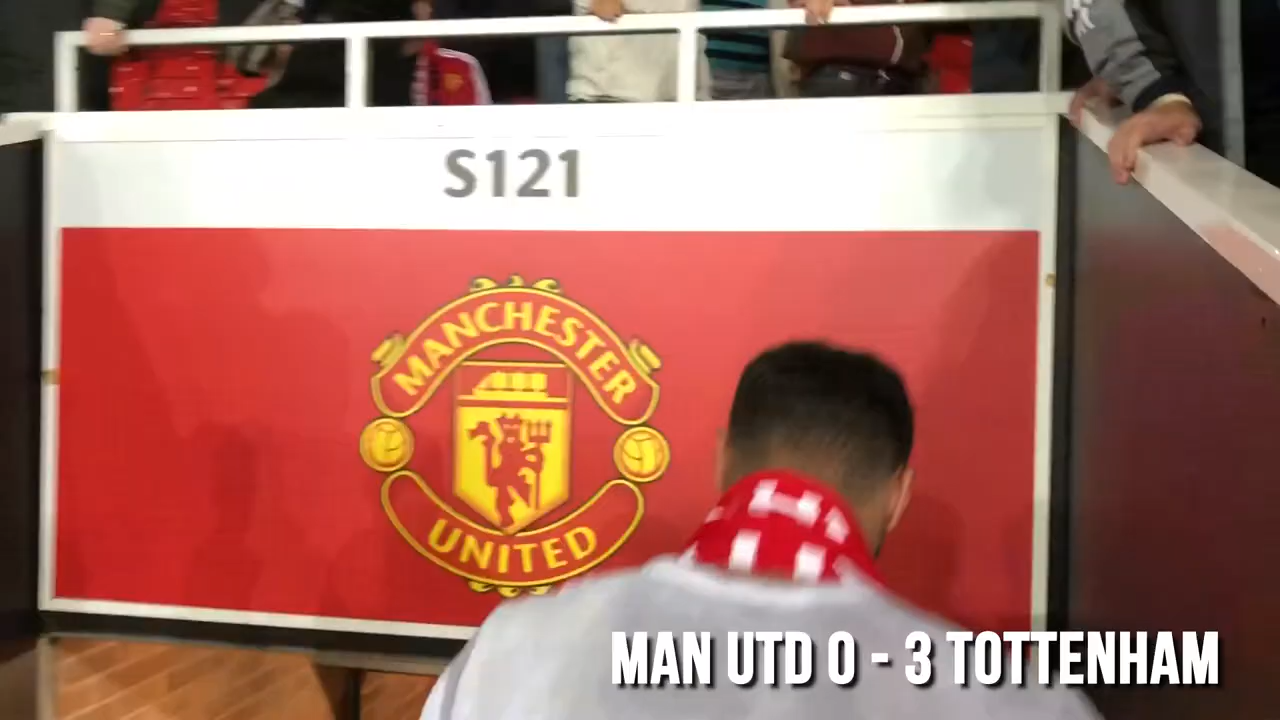 S121
MANCHESTER
UNITED
MAN UTD 0 - 3 TOTTENHAM